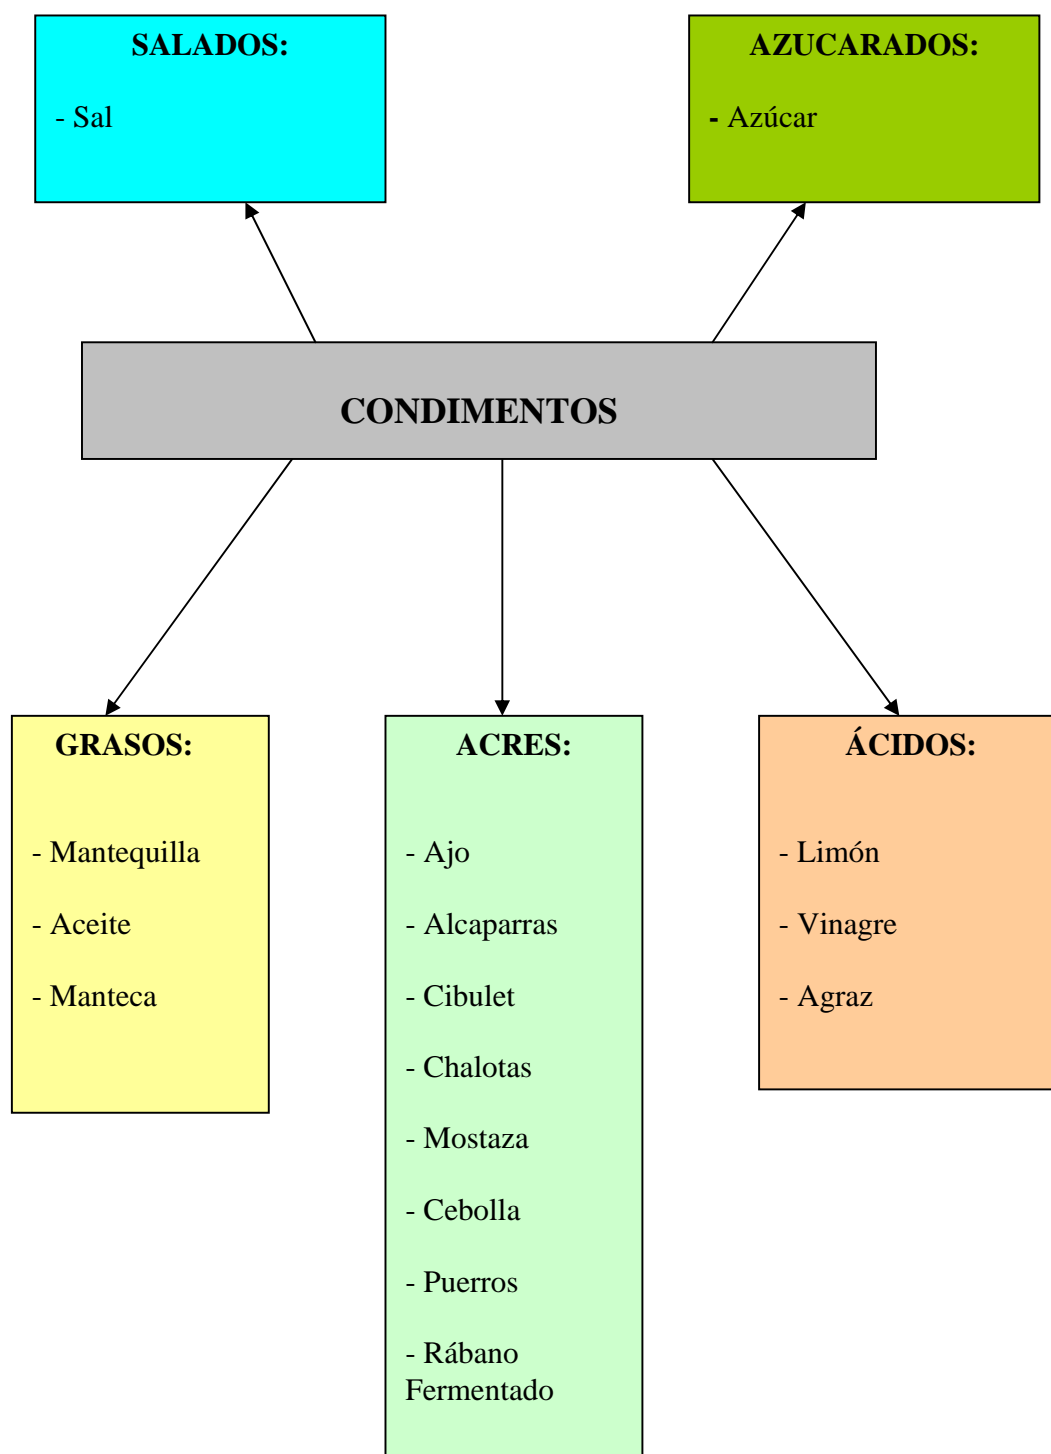 SALADOS:
- Sal
AZUCARADOS:
- Azúcar
CONDIMENTOS
GRASOS:
- Mantequilla
- Aceite
- Manteca
ACRES:
- Ajo
- Alcaparras
- Cibulet
- Chalotas
- Mostaza
- Cebolla
- Puerros
- Rábano
Fermentado
ÁCIDOS:
- Limón
- Vinagre
- Agraz